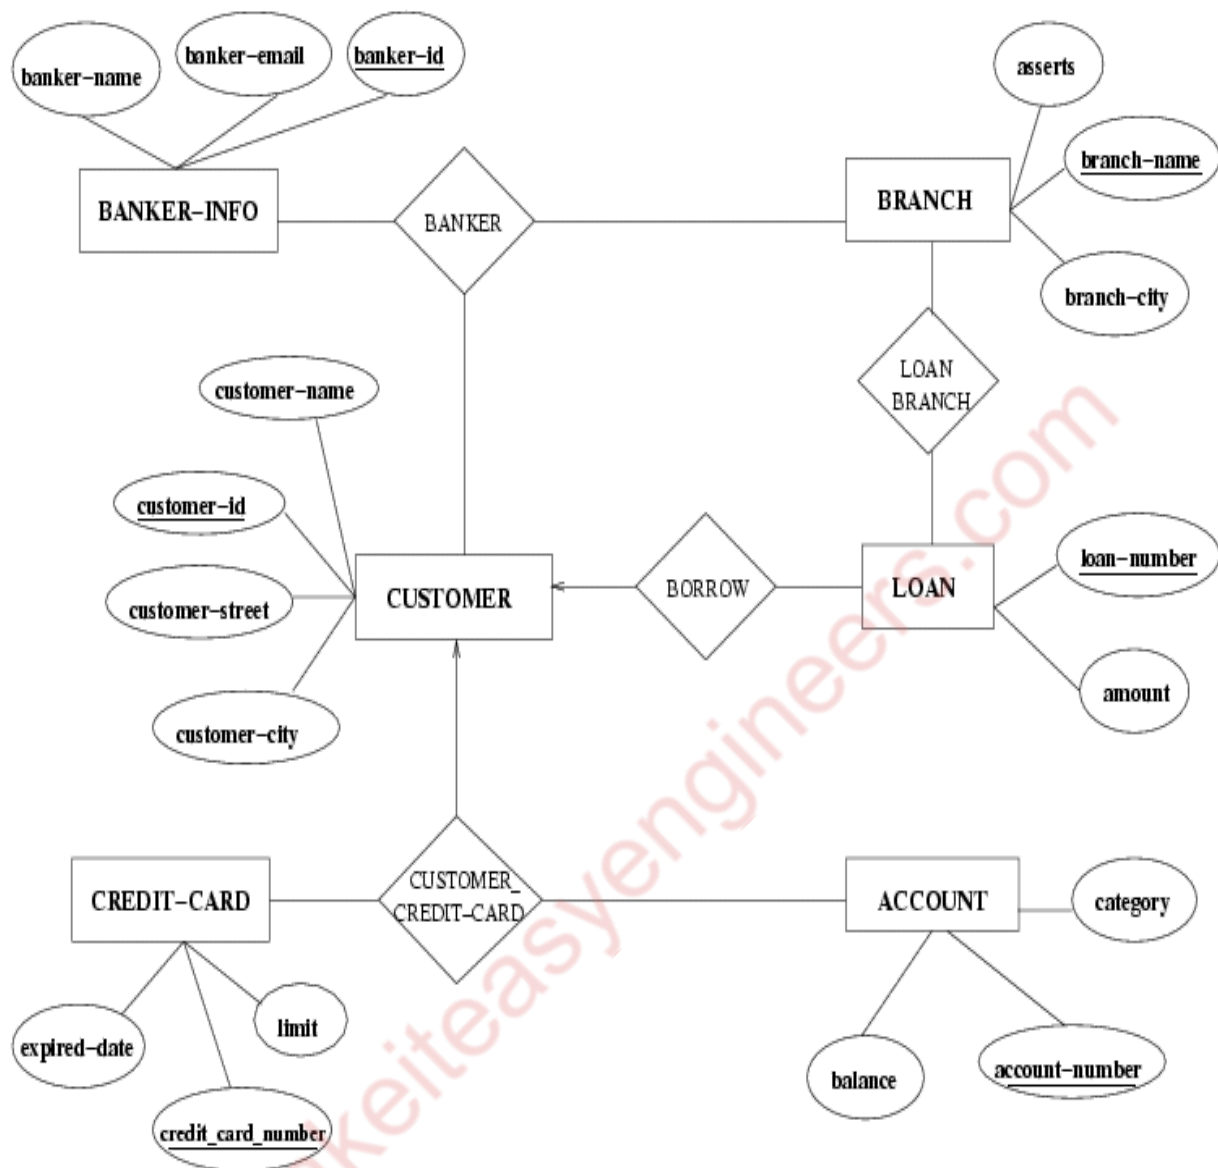 banker-name
banker-email
banker-id
asserts
branch-name
branch-city
BANKER-INFO
BANKER
BRANCH
LOAN
BRANCH
customer-name
customer-id
customer-street
customer-city
CUSTOMER
BORROW
LOAN
loan-number
amount
CREDIT-CARD
CUSTOMER_
CREDIT-CARD
ACCOUNT
category
expired-date
limit
credit_card_number
balance
account-number
keiteasyengineers.com